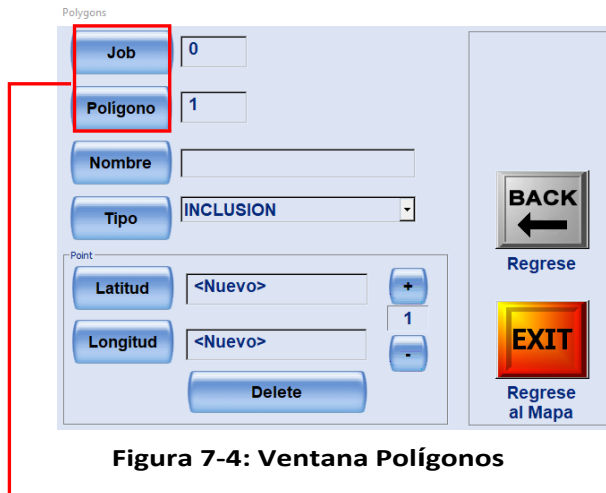 Polygons
Job 0
Polígono 1
Nombre
Tipo INCLUSION
Point
Latitud <Nuevo> +
1
Longitud <Nuevo> -
Delete
BACK
Regrese
EXIT
Regrese
al Mapa
Figura 7-4: Ventana Polígonos